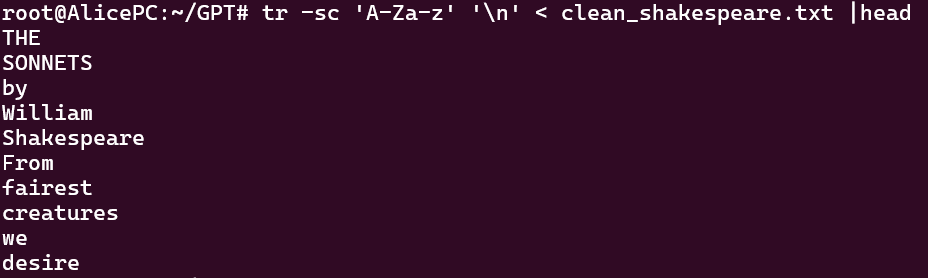 root@AlicePC:~/GPT# tr -sc 'A-Za-z' '\n' < clean_shakespeare.txt |head
THE
SONNETS
by
William
Shakespeare
From
fairest
creatures
we
desire